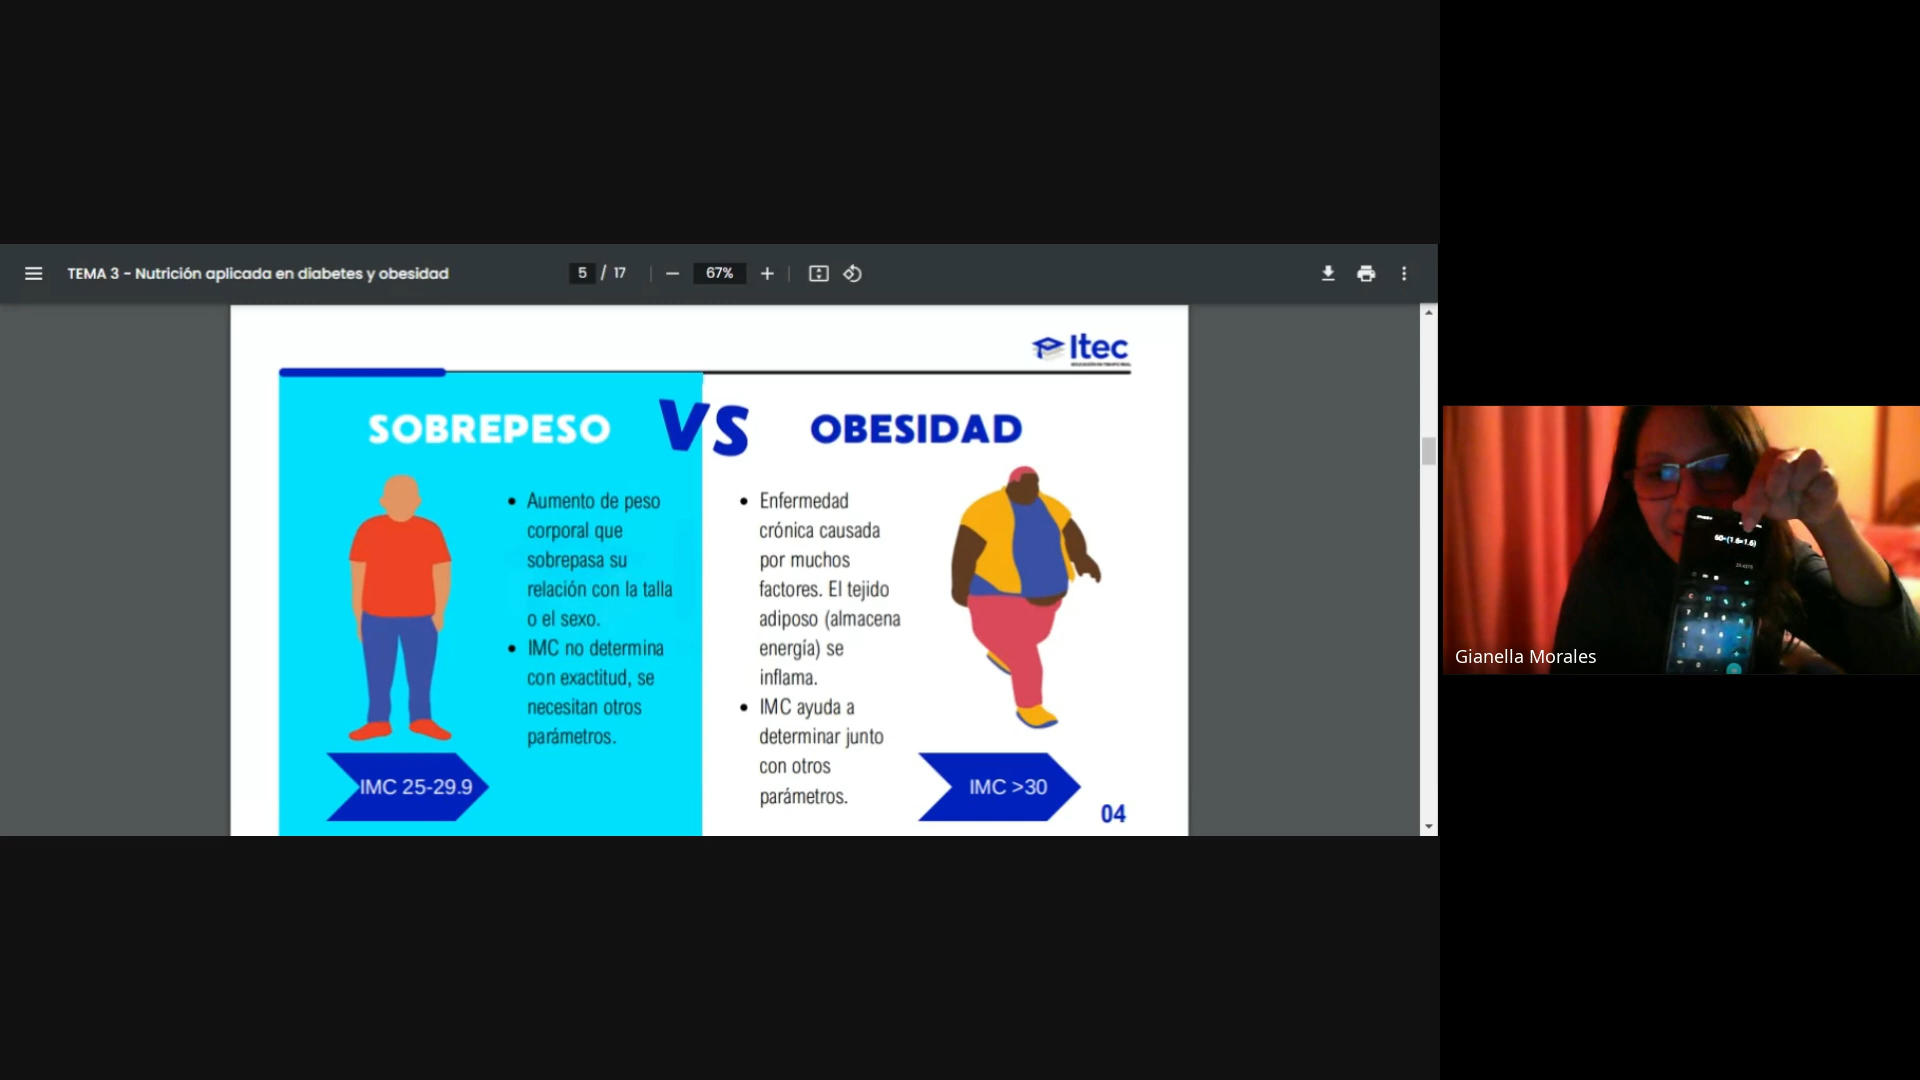 TEMA 3 - Nutrición aplicada en diabetes y obesidad
5 / 17
67%
Itec
SOBREPESO
VS
OBESIDAD
Aumento de peso
corporal que
sobrepasa su
relación con la talla
o el sexo.
IMC no determina
con exactitud, se
necesitan otros
parámetros.
IMC 25-29.9
Enfermedad
crónica causada
por muchos
factores. El tejido
adiposo (almacena
energía) se
inflama.
IMC ayuda a
determinar junto
con otros
parámetros.
IMC >30
04
Gianella Morales